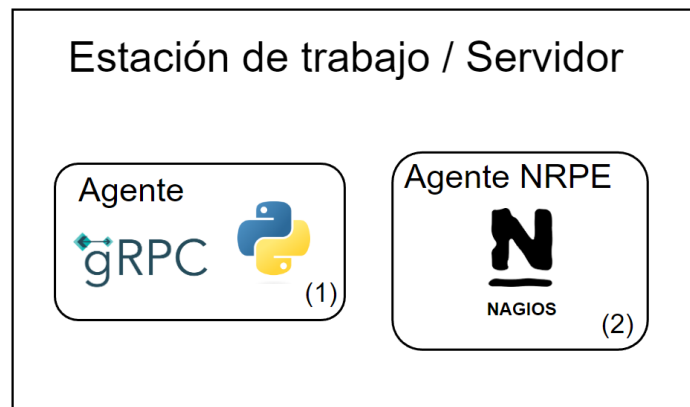 Estación de trabajo / Servidor
Agente
gRPC
(1)
Agente NRPE
N
NAGIOS
(2)